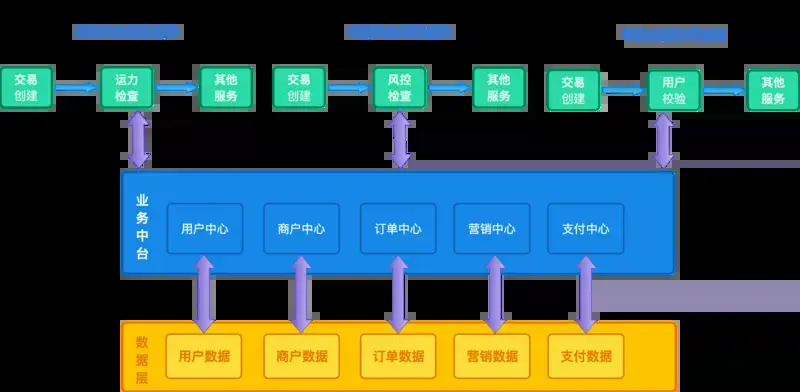 交易
创建
运力
检查
其他
服务
交易
创建
风控
检查
其他
服务
交易
创建
用户
校验
其他
服务
业务中台
用户中心
商户中心
订单中心
营销中心
支付中心
数据层
用户数据
商户数据
订单数据
营销数据
支付数据